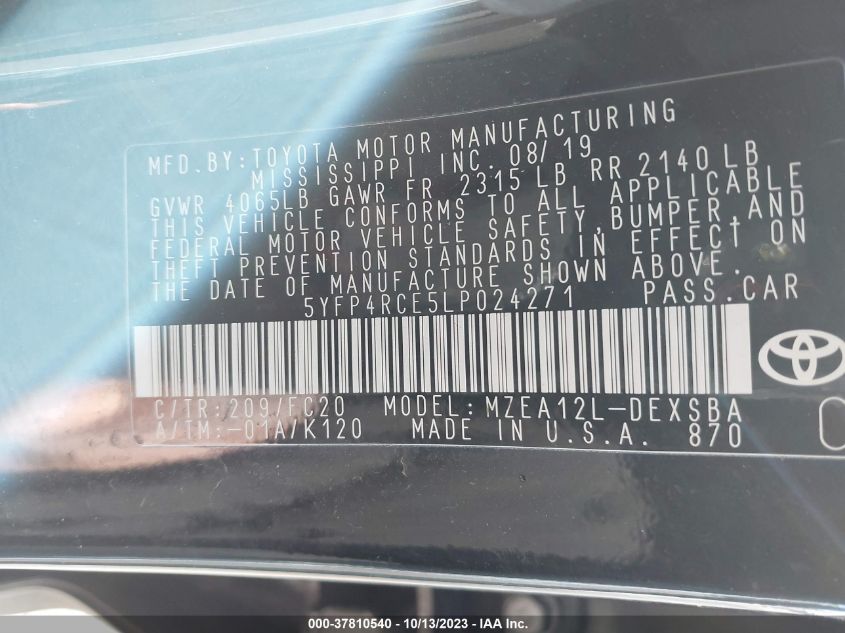 MFD.BY:TOYOTA MOTOR MANUFACTURING
MISSISSIPPI INC. 08/19
GVWR 4065LB GAWR FR 2315 LB RR 2140 LB
THIS VEHICLE CONFORMS TO ALL APPLICABLE
FEDERAL MOTOR VEHICLE SAFETY, BUMPER, AND
THEFT PREVENTION STANDARDS IN EFFECT ON
THE DATE OF MANUFACTURE SHOWN ABOVE.
5YFP4RCE5LP024271 PASS.CAR
C/TR:209/FC20 MODEL:MZEA12L-DEXSBA
A/TM:-01A/K120 MADE IN U.S.A. 870
000-37810540 - 10/13/2023 - IAA Inc.